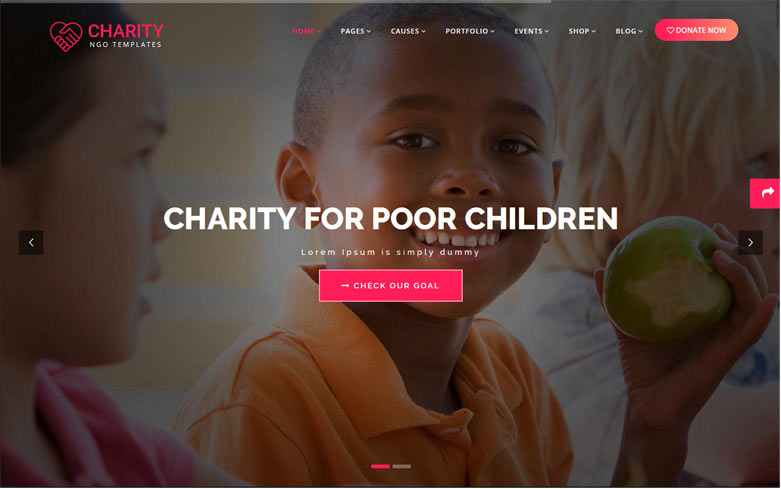 CHARITY
NGO TEMPLATES
HOME PAGES CAUSES PORTFOLIO EVENTS SHOP BLOG DONATE NOW
CHARITY FOR POOR CHILDREN
Lorem Ipsum is simply dummy
CHECK OUR GOAL